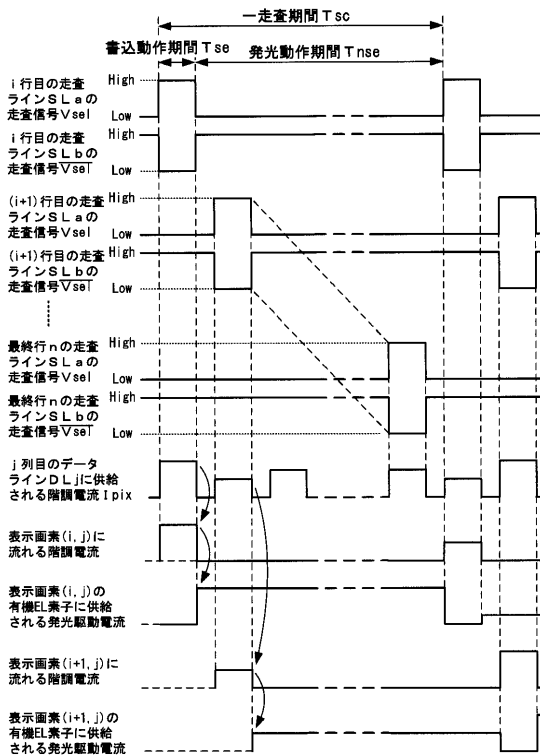 一走査期間Tsc
書込動作期間Tse
発光動作期間Tnse
i行目の走査
ラインSLaの
走査信号Vsel
High
Low
i行目の走査
ラインSLbの
走査信号Vsel
High
Low
(i+1)行目の走査
ラインSLaの
走査信号Vsel
High
Low
(i+1)行目の走査
ラインSLbの
走査信号Vsel
High
Low
最終行nの走査
ラインSLaの
走査信号Vsel
High
Low
最終行nの走査
ラインSLbの
走査信号Vsel
High
Low
j列目のデータ
ラインDLjに供給
される階調電流Ipix
表示画素(i,j)に
流れる階調電流
表示画素(i,j)の
有機EL素子に供給
される発光駆動電流
表示画素(i+1,j)に
流れる階調電流
表示画素(i+1,j)の
有機EL素子に供給
される発光駆動電流